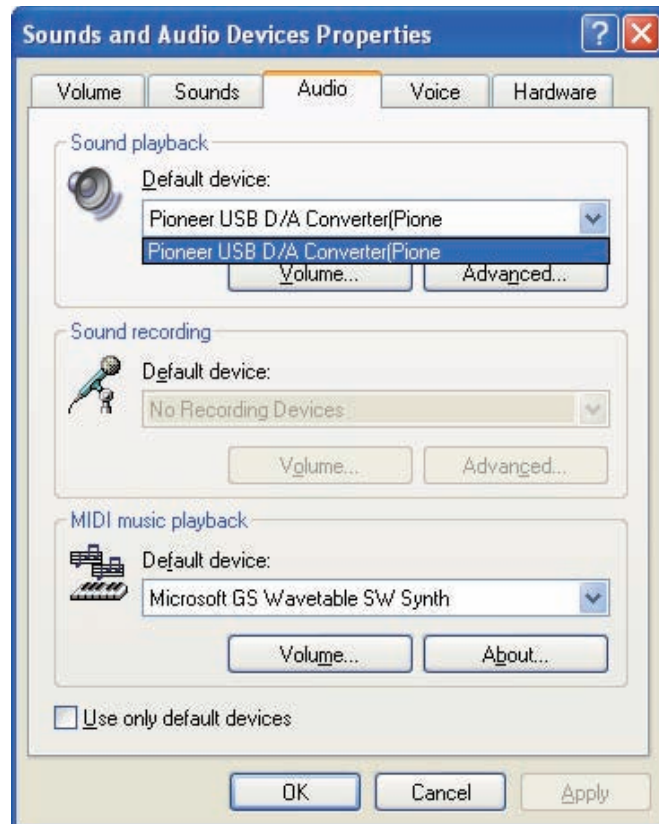 Sounds and Audio Devices Properties
Volume Sounds Audio Voice Hardware
Sound playback
Default device:
Pioneer USB D/A Converter(Pione
Pioneer USB D/A Converter(Pione
Volume... Advanced...
Sound recording
Default device:
No Recording Devices
Volume... Advanced...
MIDI music playback
Default device:
Microsoft GS Wavetable SW Synth
Volume... About...
Use only default devices
OK Cancel Apply